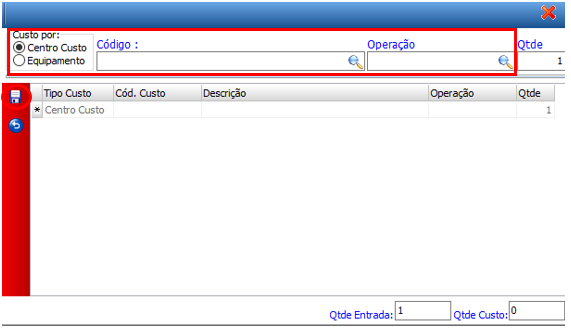 Custo por:
Centro Custo
Equipamento
Código :
Operação
Qtde
1
Tipo Custo Cód. Custo Descrição Operação Qtde
* Centro Custo 1
Qtde Entrada: 1 Qtde Custo: 0